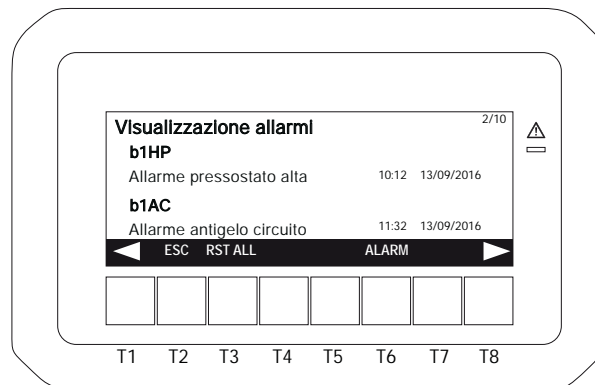 Visualizzazione allarmi 2/10
b1HP
Allarme pressostato alta 10:12 13/09/2016
b1AC
Allarme antigelo circuito 11:32 13/09/2016
ESC RST ALL ALARM
T1 T2 T3 T4 T5 T6 T7 T8